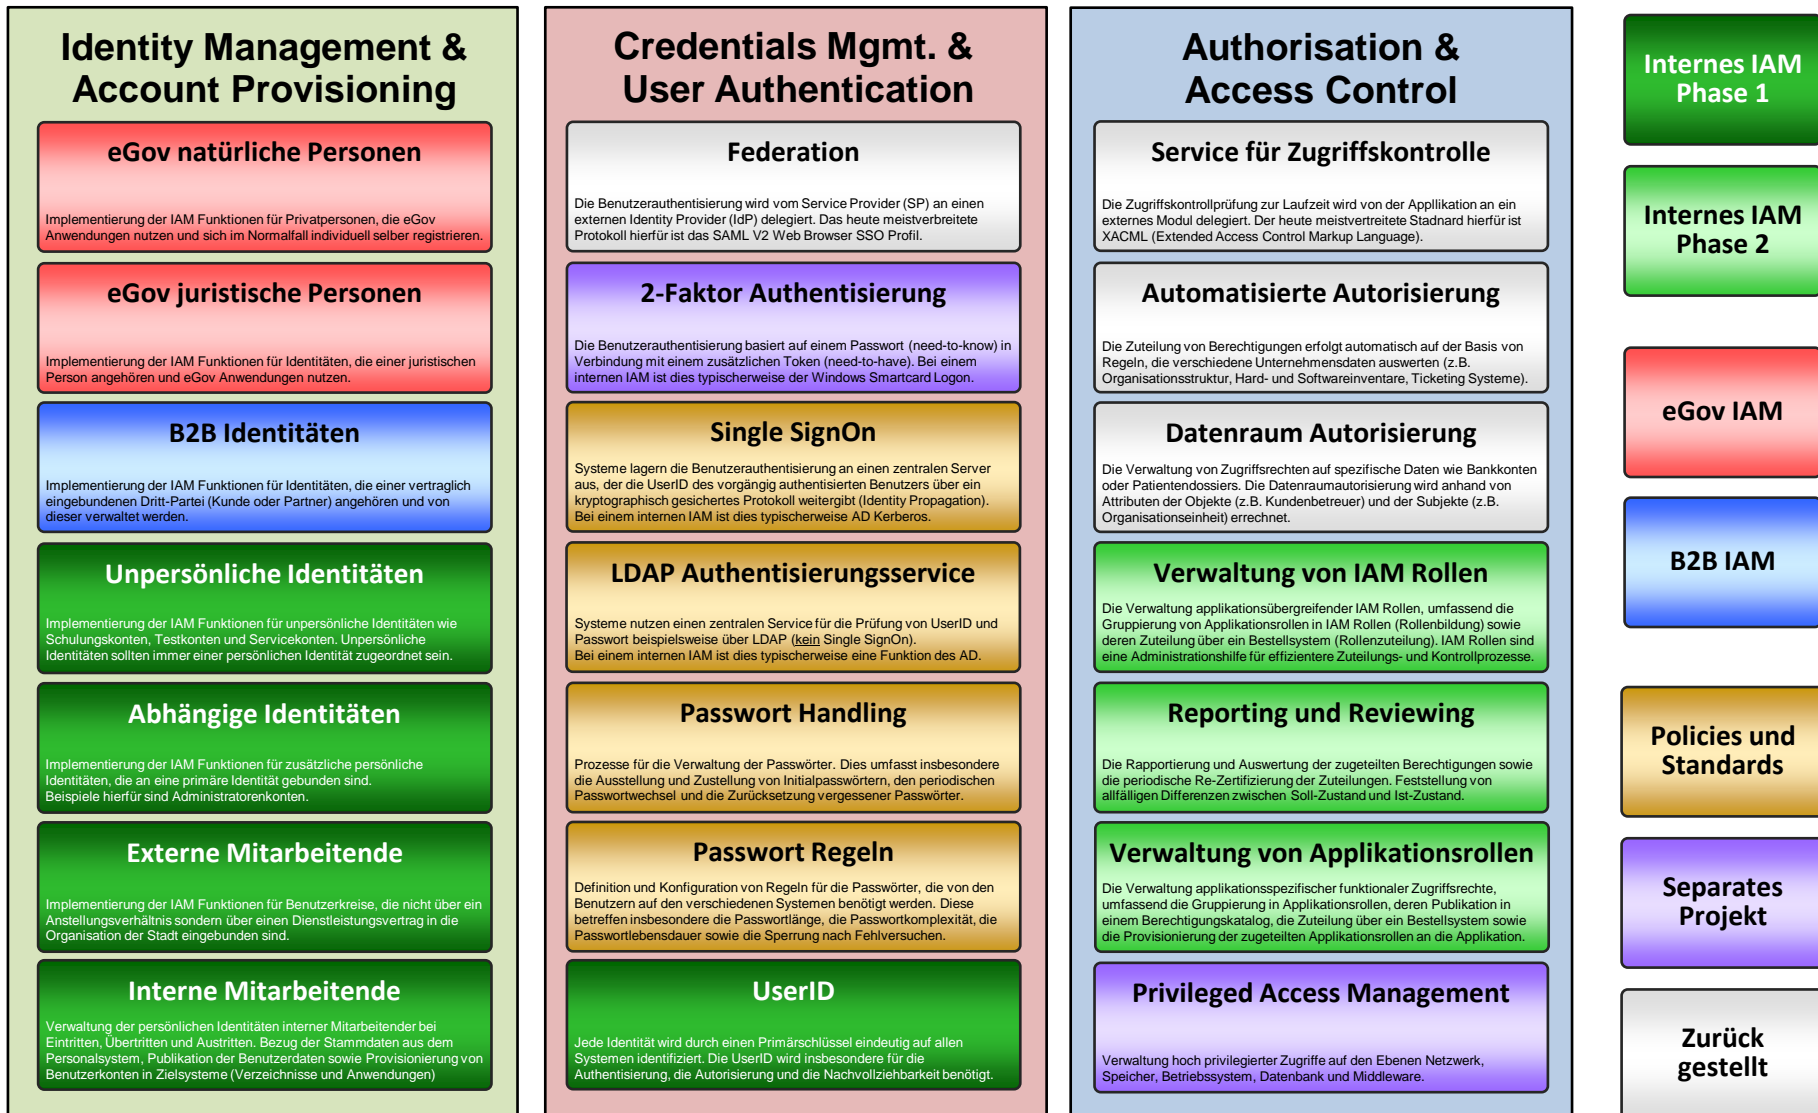 Identity Management &
Account Provisioning
eGov natürliche Personen
Implementierung der IAM Funktionen für Privatpersonen, die eGov
Anwendungen nutzen und sich im Normalfall individuell selber registrieren.
eGov juristische Personen
Implementierung der IAM Funktionen für Identitäten, die einer juristischen
Person angehören und eGov Anwendungen nutzen.
B2B Identitäten
Implementierung der IAM Funktionen für Identitäten, die einer vertraglich
eingebundenen Dritt-Partei (Kunde oder Partner) angehören und von
dieser verwaltet werden.
Unpersönliche Identitäten
Implementierung der IAM Funktionen für unpersönliche Identitäten wie
Schulungskonten, Testkonten und Servicekonten. Unpersönliche
Identitäten sollten immer einer persönlichen Identität zugeordnet sein.
Abhängige Identitäten
Implementierung der IAM Funktionen für zusätzliche persönliche
Identitäten, die an eine primäre Identität gebunden sind.
Beispiele hierfür sind Administratorenkonten.
Externe Mitarbeitende
Implementierung der IAM Funktionen für Benutzerkreise, die nicht über ein
Anstellungsverhältnis sondern über einen Dienstleistungsvertrag in die
Organisation der Stadt eingebunden sind.
Interne Mitarbeitende
Verwaltung der persönlichen Identitäten interner Mitarbeitender bei
Eintritten, Übertritten und Austritten. Bezug der Stammdaten aus dem
Personalsystem, Publikation der Benutzerdaten sowie Provisionierung von
Benutzerkonten in Zielsysteme (Verzeichnisse und Anwendungen)
Credentials Mgmt. &
User Authentication
Federation
Die Benutzerauthentisierung wird vom Service Provider (SP) an einen
externen Identity Provider (IdP) delegiert. Das heute meistverbreitete
Protokoll hierfür ist das SAML V2 Web Browser SSO Profil.
2-Faktor Authentisierung
Die Benutzerauthentisierung basiert auf einem Passwort (need-to-know) in
Verbindung mit einem zusätzlichen Token (need-to-have). Bei einem
internen IAM ist dies typischerweise der Windows Smartcard Logon.
Single SignOn
Systeme lagern die Benutzerauthentisierung an einen zentralen Server
aus, der die UserID des vorgängig authentisierten Benutzers über ein
kryptographisch gesichertes Protokoll weitergibt (Identity Propagation).
Bei einem internen IAM ist dies typischerweise AD Kerberos.
LDAP Authentisierungsservice
Systeme nutzen einen zentralen Service für die Prüfung von UserID und
Passwort beispielsweise über LDAP (kein Single SignOn).
Bei einem internen IAM ist dies typischerweise eine Funktion des AD.
Passwort Handling
Prozesse für die Verwaltung der Passwörter. Dies umfasst insbesondere
die Ausstellung und Zustellung von Initialpasswörtern, den periodischen
Passwortwechsel und die Zurücksetzung vergessener Passwörter.
Passwort Regeln
Definition und Konfiguration von Regeln für die Passwörter, die von den
Benutzern auf den verschiedenen Systemen benötigt werden. Diese
betreffen insbesondere die Passwortlänge, die Passwortkomplexität, die
Passwortlebensdauer sowie die Sperrung nach Fehlversuchen.
UserID
Jede Identität wird durch einen Primärschlüssel eindeutig auf allen
Systemen identifiziert. Die UserID wird insbesondere für die
Authentisierung, die Autorisierung und die Nachvollziehbarkeit benötigt.
Authorisation &
Access Control
Service für Zugriffskontrolle
Die Zugriffskontrollprüfung zur Laufzeit wird von der Appllikation an ein
externes Modul delegiert. Der heute meistvertreitete Stadnard hierfür ist
XACML (Extended Access Control Markup Language).
Automatisierte Autorisierung
Die Zuteilung von Berechtigungen erfolgt automatisch auf der Basis von
Regeln, die verschiedene Unternehmensdaten auswerten (z.B.
Organisationsstruktur, Hard- und Softwareinventare, Ticketing Systeme).
Datenraum Autorisierung
Die Verwaltung von Zugriffsrechten auf spezifische Daten wie Bankkonten
oder Patientendossiers. Die Datenraumautorisierung wird anhand von
Attributen der Objekte (z.B. Kundenbetreuer) und der Subjekte (z.B.
Organisationseinheit) errechnet.
Verwaltung von IAM Rollen
Die Verwaltung applikationsübergreifender IAM Rollen, umfassend die
Gruppierung von Applikationsrollen in IAM Rollen (Rollenbildung) sowie
deren Zuteilung über ein Bestellsystem (Rollenzuteilung). IAM Rollen sind
eine Administrationshilfe für effizientere Zuteilungs- und Kontrollprozesse.
Reporting und Reviewing
Die Rapportierung und Auswertung der zugeteilten Berechtigungen sowie
die periodische Re-Zertifizierung der Zuteilungen. Feststellung von
allfälligen Differenzen zwischen Soll-Zustand und Ist-Zustand.
Verwaltung von Applikationsrollen
Die Verwaltung applikationsspezifischer funktionaler Zugriffsrechte,
umfassend die Gruppierung in Applikationsrollen, deren Publikation in
einem Berechtigungskatalog, die Zuteilung über ein Bestellsystem sowie
die Provisionierung der zugeteilten Applikationsrollen an die Applikation.
Privileged Access Management
Verwaltung hoch privilegierter Zugriffe auf den Ebenen Netzwerk,
Speicher, Betriebssystem, Datenbank und Middleware.
Internes IAM
Phase 1
Internes IAM
Phase 2
eGov IAM
B2B IAM
Policies und
Standards
Separates
Projekt
Zurück
gestellt